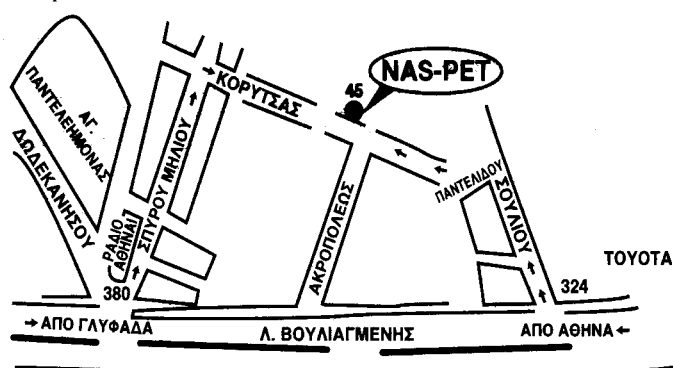 NAS-PET
45
ΚΟΡΥΤΣΑΣ
ΑΓ.
ΠΑΝΤΕΛΕΗΜΟΝΑΣ
ΔΩΔΕΚΑΝΗΣΟΥ
ΣΠΥΡΟΥ ΜΗΛΙΟΥ
ΡΑΔΙΟ
ΑΘΗΝΑΙ
ΑΚΡΟΠΟΛΕΩΣ
ΠΑΝΤΕΛΙΔΟΥ
ΣΟΥΛΙΟΥ
TOYOTA
380
324
ΑΠΟ ΓΛΥΦΑΔΑ
Λ. ΒΟΥΛΙΑΓΜΕΝΗΣ
ΑΠΟ ΑΘΗΝΑ